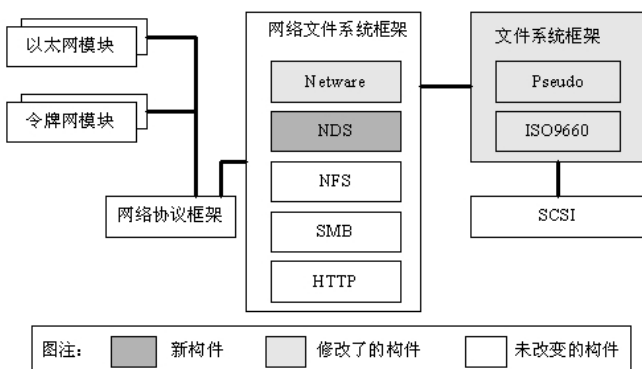 以太网模块
令牌网模块
网络协议框架
网络文件系统框架
Netware
NDS
NFS
SMB
HTTP
文件系统框架
Pseudo
ISO9660
SCSI
图注： 新构件 修改了的构件 未改变的构件